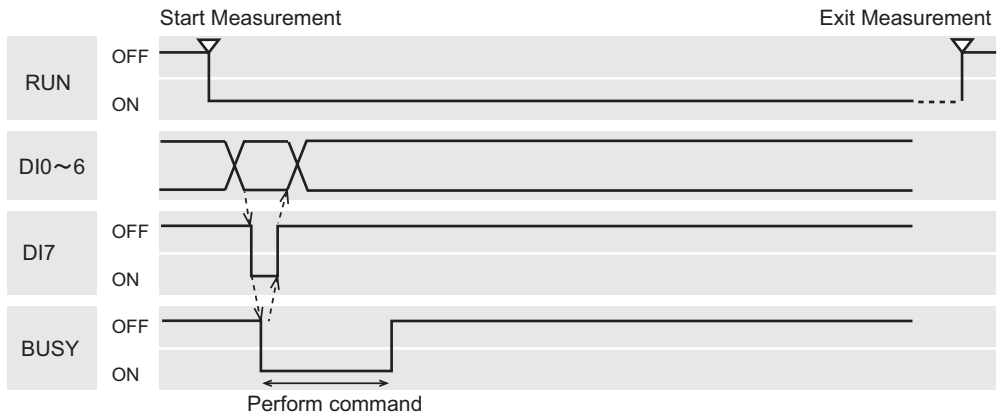 Start Measurement
Exit Measurement
RUN
OFF
ON
DI0～6
DI7
OFF
ON
BUSY
OFF
ON
Perform command